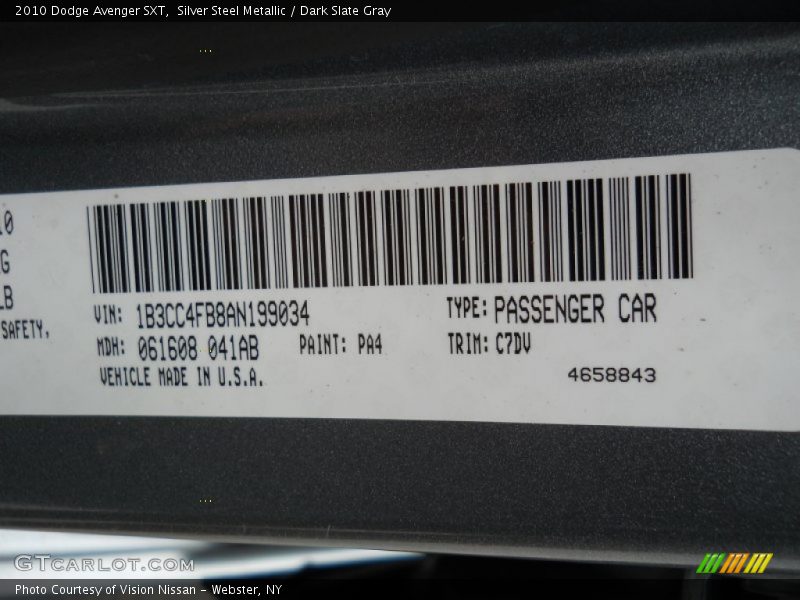 2010 Dodge Avenger SXT,  Silver Steel Metallic / Dark Slate Gray
G
LB
SAFETY,
VIN: 1B3CC4FB8AN199034 TYPE: PASSENGER CAR
MDH: 061608 041AB PAINT: PA4 TRIM: C7DV
VEHICLE MADE IN U.S.A. 4658843
GTCARLOT.COM
Photo Courtesy of Vision Nissan - Webster, NY